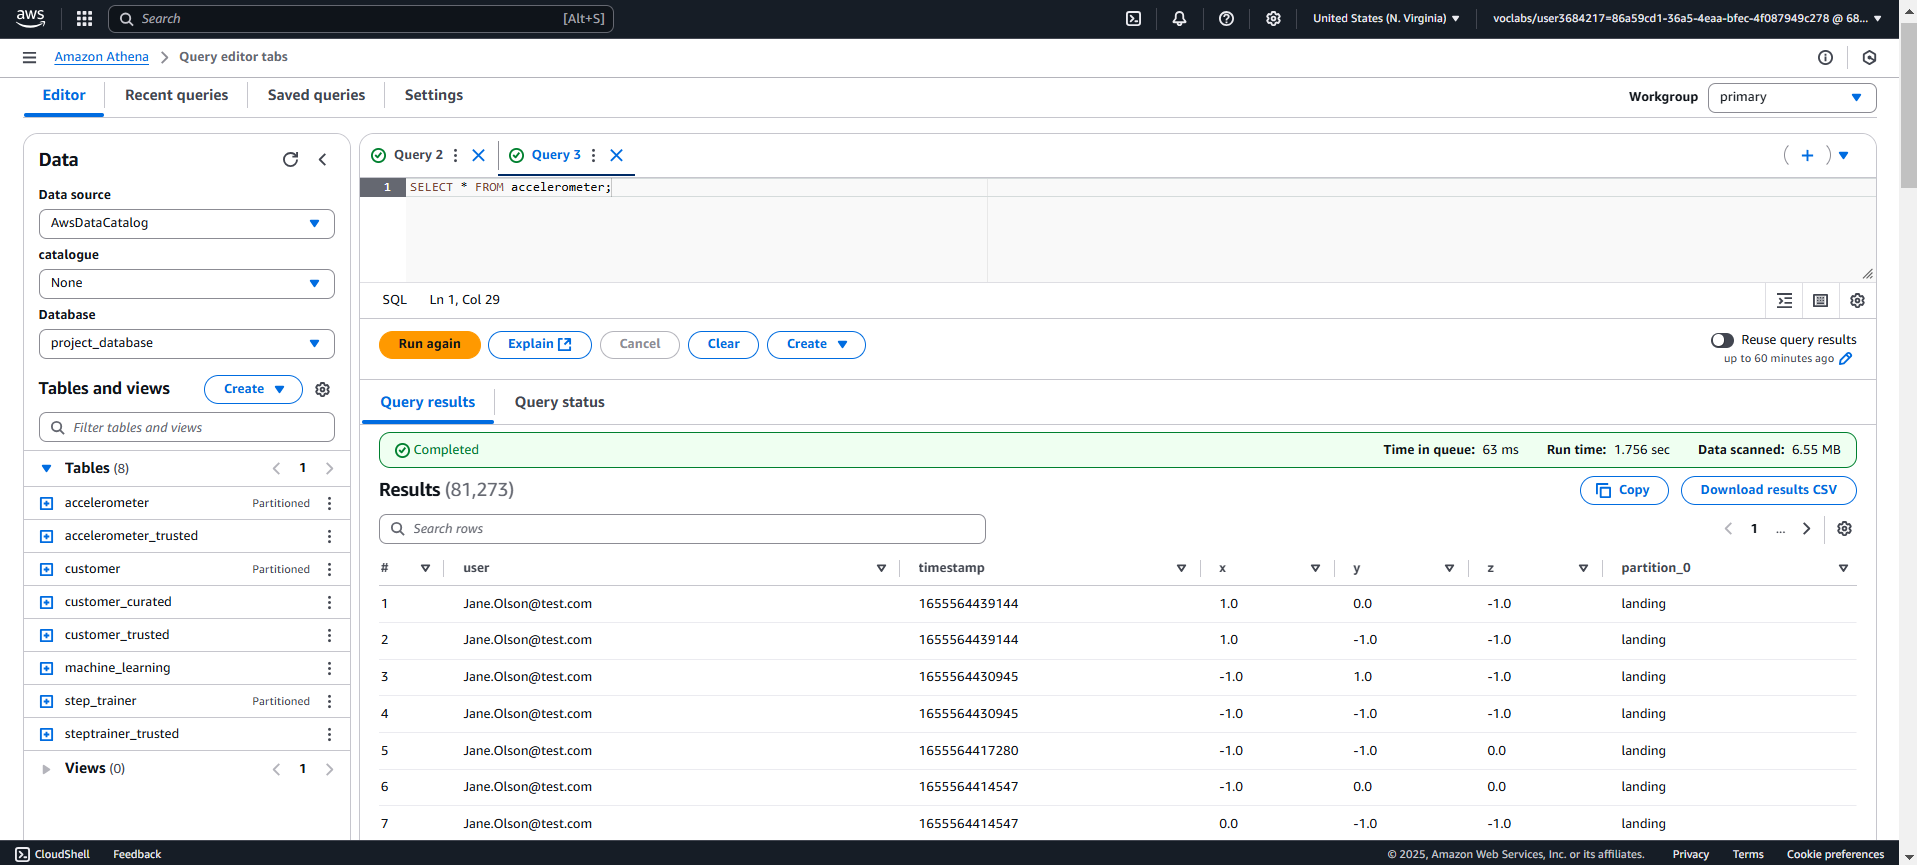 aws Search [Alt+S] United States (N. Virginia) voclabs/user3684217=86a59cd1-36a5-4eaa-bfec-4f087949c278 @ 68...
Amazon Athena Query editor tabs
Editor Recent queries Saved queries Settings Workgroup primary
Data
Data source
AwsDataCatalog
catalogue
None
Database
project_database
Tables and views Create
Filter tables and views
Tables (8) 1
accelerometer Partitioned
accelerometer_trusted
customer Partitioned
customer_curated
customer_trusted
machine_learning
step_trainer Partitioned
steptrainer_trusted
Views (0) 1
Query 2 Query 3
1 SELECT * FROM accelerometer;
SQL Ln 1, Col 29
Run again Explain Cancel Clear Create Reuse query results
up to 60 minutes ago
Query results Query status
Completed Time in queue: 63 ms Run time: 1.756 sec Data scanned: 6.55 MB
Results (81,273) Copy Download results CSV
Search rows 1 ...
# user timestamp x y z partition_0
1 Jane.Olson@test.com 1655564439144 1.0 0.0 -1.0 landing
2 Jane.Olson@test.com 1655564439144 1.0 -1.0 -1.0 landing
3 Jane.Olson@test.com 1655564430945 -1.0 1.0 -1.0 landing
4 Jane.Olson@test.com 1655564430945 -1.0 -1.0 -1.0 landing
5 Jane.Olson@test.com 1655564417280 -1.0 -1.0 0.0 landing
6 Jane.Olson@test.com 1655564414547 -1.0 0.0 0.0 landing
7 Jane.Olson@test.com 1655564414547 0.0 -1.0 -1.0 landing
CloudShell Feedback © 2025, Amazon Web Services, Inc. or its affiliates. Privacy Terms Cookie preferences